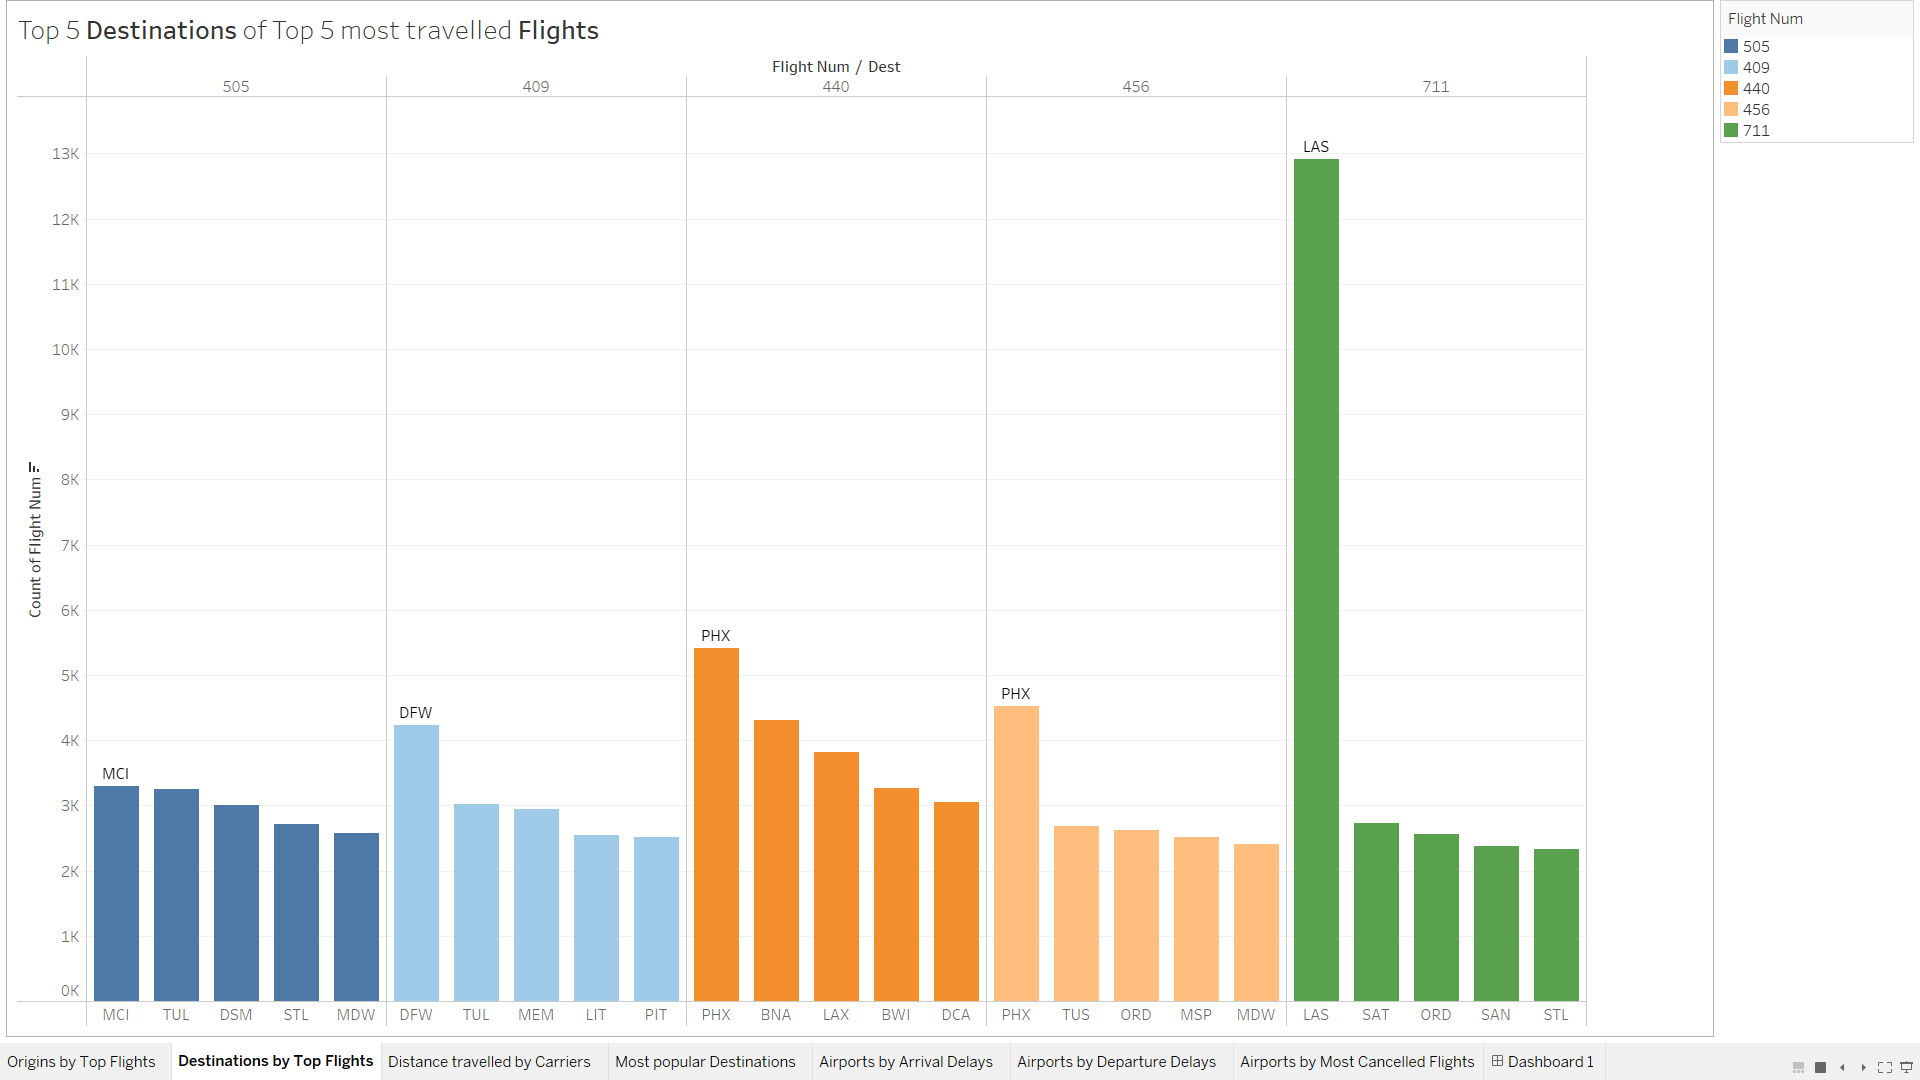 Top 5 Destinations of Top 5 most travelled Flights
Flight Num / Dest
505 409 440 456 711
Count of Flight Num
13K
12K
11K
10K
9K
8K
7K
6K
5K
4K
3K
2K
1K
0K
LAS
PHX
PHX
DFW
MCI
MCI TUL DSM STL MDW DFW TUL MEM LIT PIT PHX BNA LAX BWI DCA PHX TUS ORD MSP MDW LAS SAT ORD SAN STL
Flight Num
505
409
440
456
711
Origins by Top Flights Destinations by Top Flights Distance travelled by Carriers Most popular Destinations Airports by Arrival Delays Airports by Departure Delays Airports by Most Cancelled Flights Dashboard 1